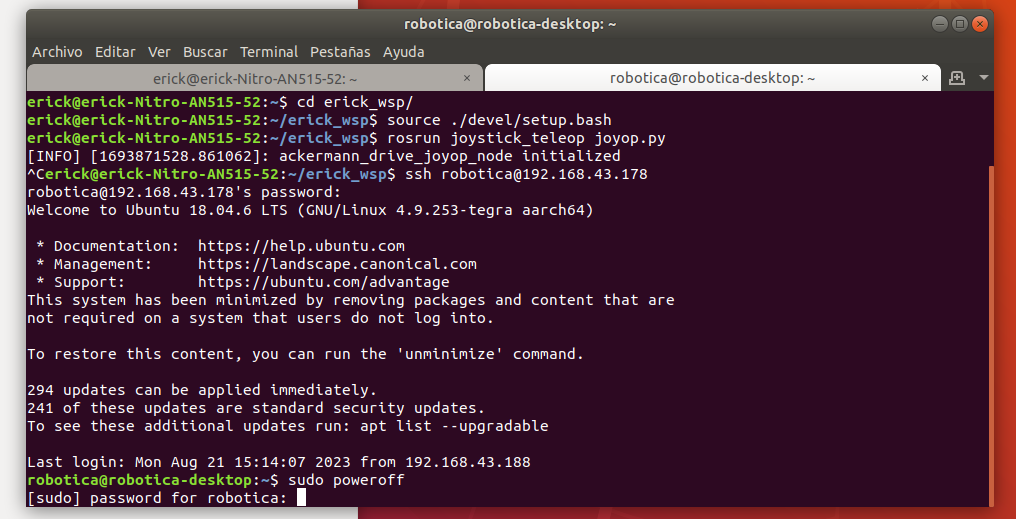 robotica@robotica-desktop: ~
Archivo Editar Ver Buscar Terminal Pestañas Ayuda
erick@erick-Nitro-AN515-52: ~ × robotica@robotica-desktop: ~ ×
erick@erick-Nitro-AN515-52:~$ cd erick_wsp/
erick@erick-Nitro-AN515-52:~/erick_wsp$ source ./devel/setup.bash
erick@erick-Nitro-AN515-52:~/erick_wsp$ rosrun joystick_teleop joyop.py
[INFO] [1693871528.861062]: ackermann_drive_joyop_node initialized
^Cerick@erick-Nitro-AN515-52:~/erick_wsp$ ssh robotica@192.168.43.178
robotica@192.168.43.178's password:
Welcome to Ubuntu 18.04.6 LTS (GNU/Linux 4.9.253-tegra aarch64)
* Documentation: https://help.ubuntu.com
* Management: https://landscape.canonical.com
* Support: https://ubuntu.com/advantage
This system has been minimized by removing packages and content that are
not required on a system that users do not log into.
To restore this content, you can run the 'unminimize' command.
294 updates can be applied immediately.
241 of these updates are standard security updates.
To see these additional updates run: apt list --upgradable
Last login: Mon Aug 21 15:14:07 2023 from 192.168.43.188
robotica@robotica-desktop:~$ sudo poweroff
[sudo] password for robotica: